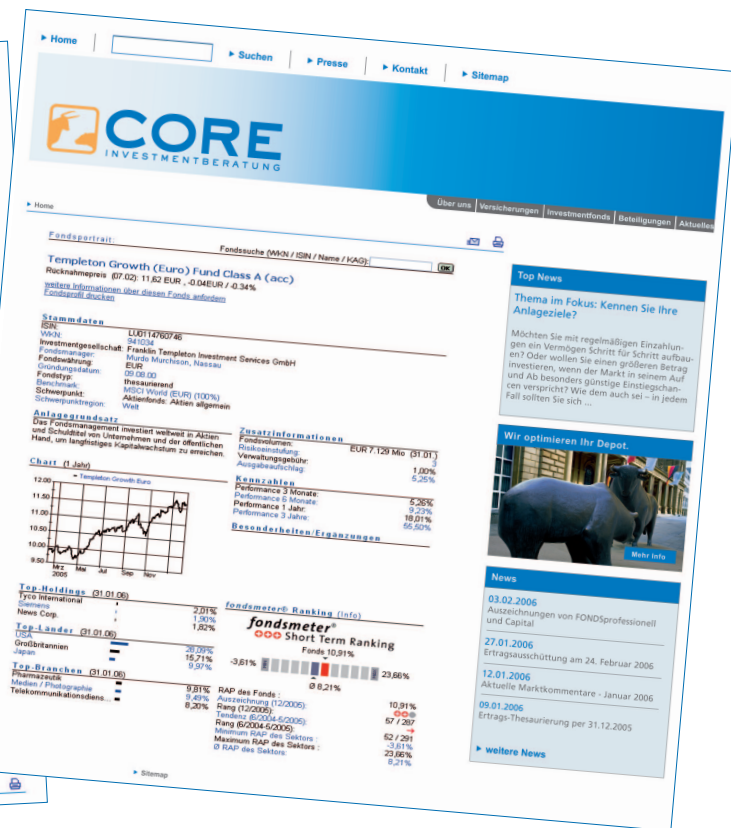 Home
Suchen
Presse
Kontakt
Sitemap
CORE
INVESTMENTBERATUNG
Über uns
Versicherungen
Investmentfonds
Beteiligungen
Aktuelles
Home
Fondsportrait:
Fondssuche (WKN / ISIN / Name / KAG):
OK
Templeton Growth (Euro) Fund Class A (acc)
Rücknahmepreis (07.02): 11,62 EUR , -0.04EUR / -0.34%
weitere Informationen über diesen Fonds anfordern
Fondsprofil drucken
Stammdaten
ISIN: LU0114760746
WKN: 941034
Investmentgesellschaft: Franklin Templeton Investment Services GmbH
Fondsmanager: Murdo Murchison, Nassau
Fondswährung: EUR
Gründungsdatum: 09.08.00
Fondstyp: thesaurierend
Benchmark: MSCI World (EUR) (100%)
Schwerpunkt: Aktienfonds: Aktien allgemein
Schwerpunktregion: Welt
Anlagegrundsatz
Das Fondsmanagement investiert weltweit in Aktien
und Schuldtitel von Unternehmen und der öffentlichen
Hand, um langfristiges Kapitalwachstum zu erreichen.
Zusatzinformationen
Fondsvolumen: EUR 7.129 Mio (31.01.)
Risikoeinstufung: 3
Verwaltungsgebühr: 1,00%
Ausgabeaufschlag: 5,25%
Kennzahlen
Performance 3 Monate: 5,26%
Performance 6 Monate: 9,23%
Performance 1 Jahr: 18,01%
Performance 3 Jahre: 55,50%
Besonderheiten/Ergänzungen
Chart (1 Jahr)
Templeton Growth Euro
12.00
11.50
11.00
10.50
10.00
9.50
Mrz Mai Jul Sep Nov
2005
Top-Holdings (31.01.06)
Tyco International 2,01%
Siemens 1,90%
News Corp. 1,82%
Top-Länder (31.01.06)
USA 28,09%
Großbritannien 15,71%
Japan 9,97%
Top-Branchen (31.01.06)
Pharmazeutik 9,81%
Medien / Photographie 9,49%
Telekommunikationsdiens... 8,20%
fondsmeter® Ranking (Info)
fondsmeter®
Short Term Ranking
Fonds 10,91%
-3,61%
23,66%
Ø 8,21%
RAP des Fonds : 10,91%
Auszeichnung (12/2005):
Rang (12/2005): 57 / 287
Tendenz (6/2004-5/2005):
Rang (6/2004-5/2005): 52 / 291
Minimum RAP des Sektors : -3,61%
Maximum RAP des Sektors : 23,66%
Ø RAP des Sektors: 8,21%
Sitemap
Top News
Thema im Fokus: Kennen Sie Ihre
Anlageziele?
Möchten Sie mit regelmäßigen Einzahlun-
gen ein Vermögen Schritt für Schritt aufbau-
en? Oder wollen Sie einen größeren Betrag
investieren, wenn der Markt in seinem Auf
und Ab besonders günstige Einstiegschan-
cen verspricht? Wie dem auch sei – in jedem
Fall sollten Sie sich ...
Wir optimieren Ihr Depot.
Mehr Info
News
03.02.2006
Auszeichnungen von FONDSprofessionell
und Capital
27.01.2006
Ertragsausschüttung am 24. Februar 2006
12.01.2006
Aktuelle Marktkommentare - Januar 2006
09.01.2006
Ertrags-Thesaurierung per 31.12.2005
weitere News